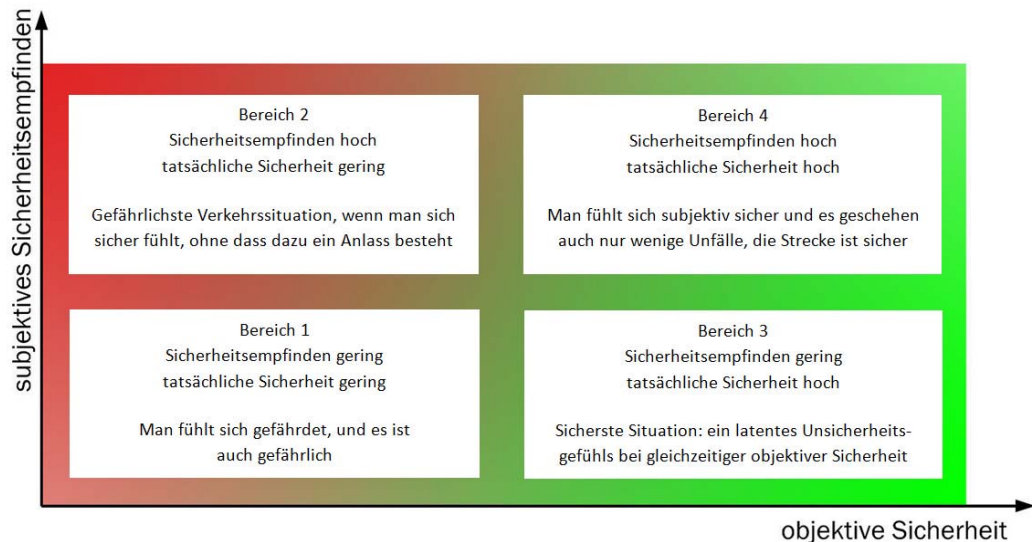 subjektives Sicherheitsempfinden
Bereich 2
Sicherheitsempfinden hoch
tatsächliche Sicherheit gering
Gefährlichste Verkehrssituation, wenn man sich
sicher fühlt, ohne dass dazu ein Anlass besteht
Bereich 4
Sicherheitsempfinden hoch
tatsächliche Sicherheit hoch
Man fühlt sich subjektiv sicher und es geschehen
auch nur wenige Unfälle, die Strecke ist sicher
Bereich 1
Sicherheitsempfinden gering
tatsächliche Sicherheit gering
Man fühlt sich gefährdet, und es ist
auch gefährlich
Bereich 3
Sicherheitsempfinden gering
tatsächliche Sicherheit hoch
Sicherste Situation: ein latentes Unsicherheits-
gefühls bei gleichzeitiger objektiver Sicherheit
objektive Sicherheit